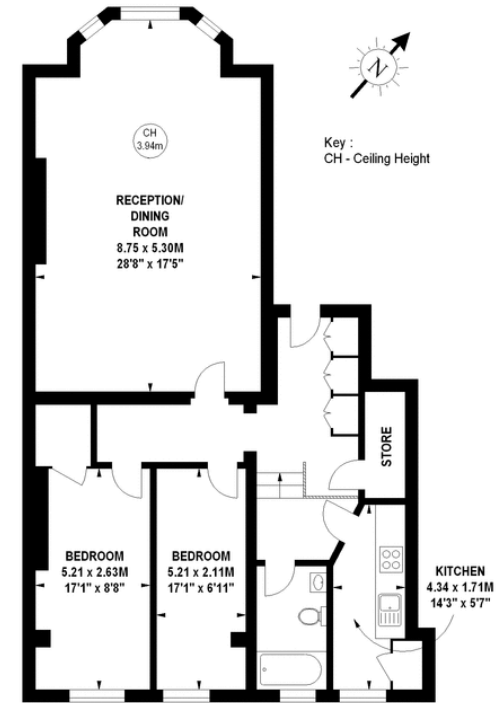 N
Key :
CH - Ceiling Height
CH
3.94m
RECEPTION/
DINING
ROOM
8.75 x 5.30M
28'8" x 17'5"
STORE
BEDROOM
5.21 x 2.63M
17'1" x 8'8"
BEDROOM
5.21 x 2.11M
17'1" x 6'11"
KITCHEN
4.34 x 1.71M
14'3" x 5'7"